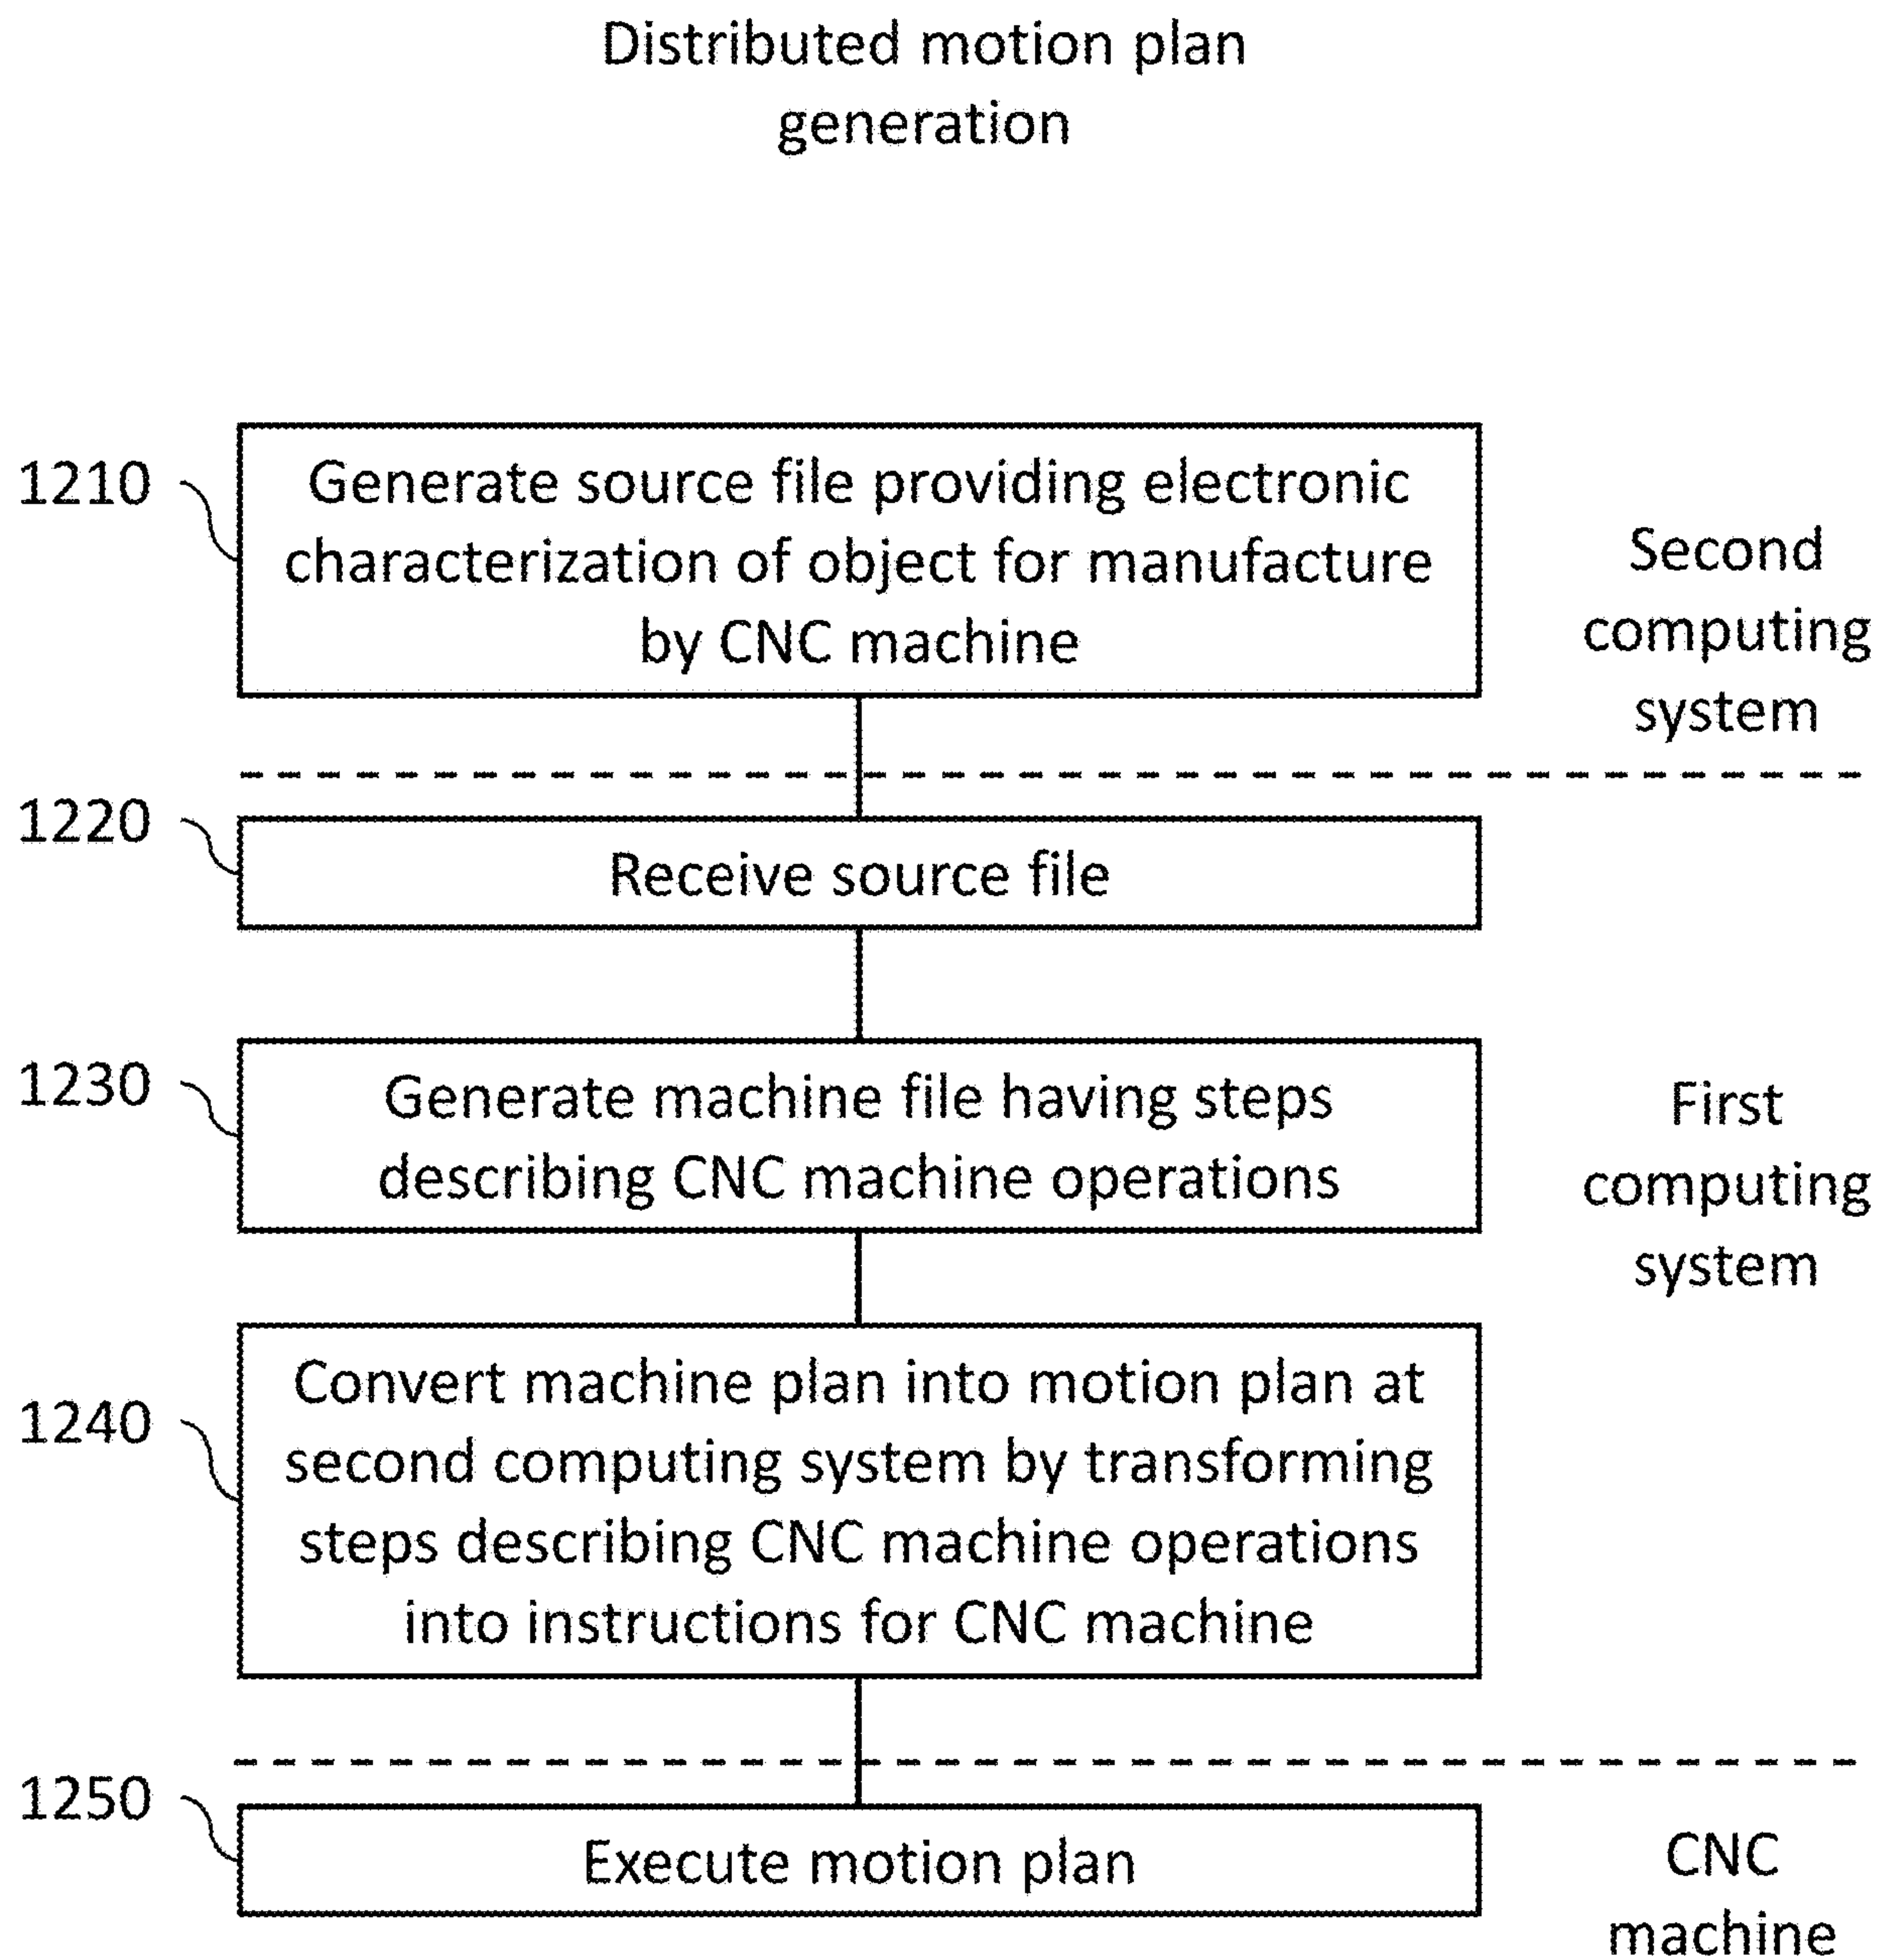 Distributed motion plan
generation
1210
Generate source file providing electronic
characterization of object for manufacture
by CNC machine
Second
computing
system
1220
Receive source file
1230
Generate machine file having steps
describing CNC machine operations
First
computing
system
1240
Convert machine plan into motion plan at
second computing system by transforming
steps describing CNC machine operations
into instructions for CNC machine
1250
Execute motion plan
CNC
machine